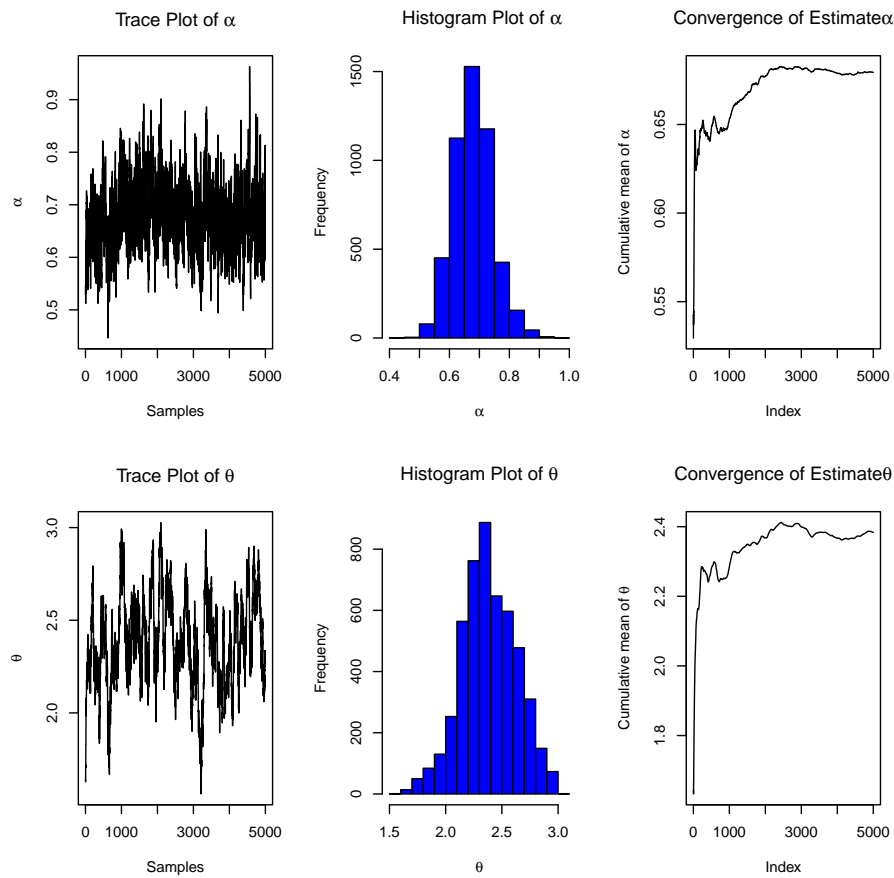 Trace Plot of α
α
0.5 0.6 0.7 0.8 0.9
0 1000 3000 5000
Samples
Histogram Plot of α
Frequency
0 500 1000 1500
0.4 0.6 0.8 1.0
α
Convergence of Estimateα
Cumulative mean of α
0.55 0.60 0.65
0 1000 3000 5000
Index
Trace Plot of θ
θ
2.0 2.5 3.0
0 1000 3000 5000
Samples
Histogram Plot of θ
Frequency
0 200 400 600 800
1.5 2.0 2.5 3.0
θ
Convergence of Estimateθ
Cumulative mean of θ
1.8 2.0 2.2 2.4
0 1000 3000 5000
Index